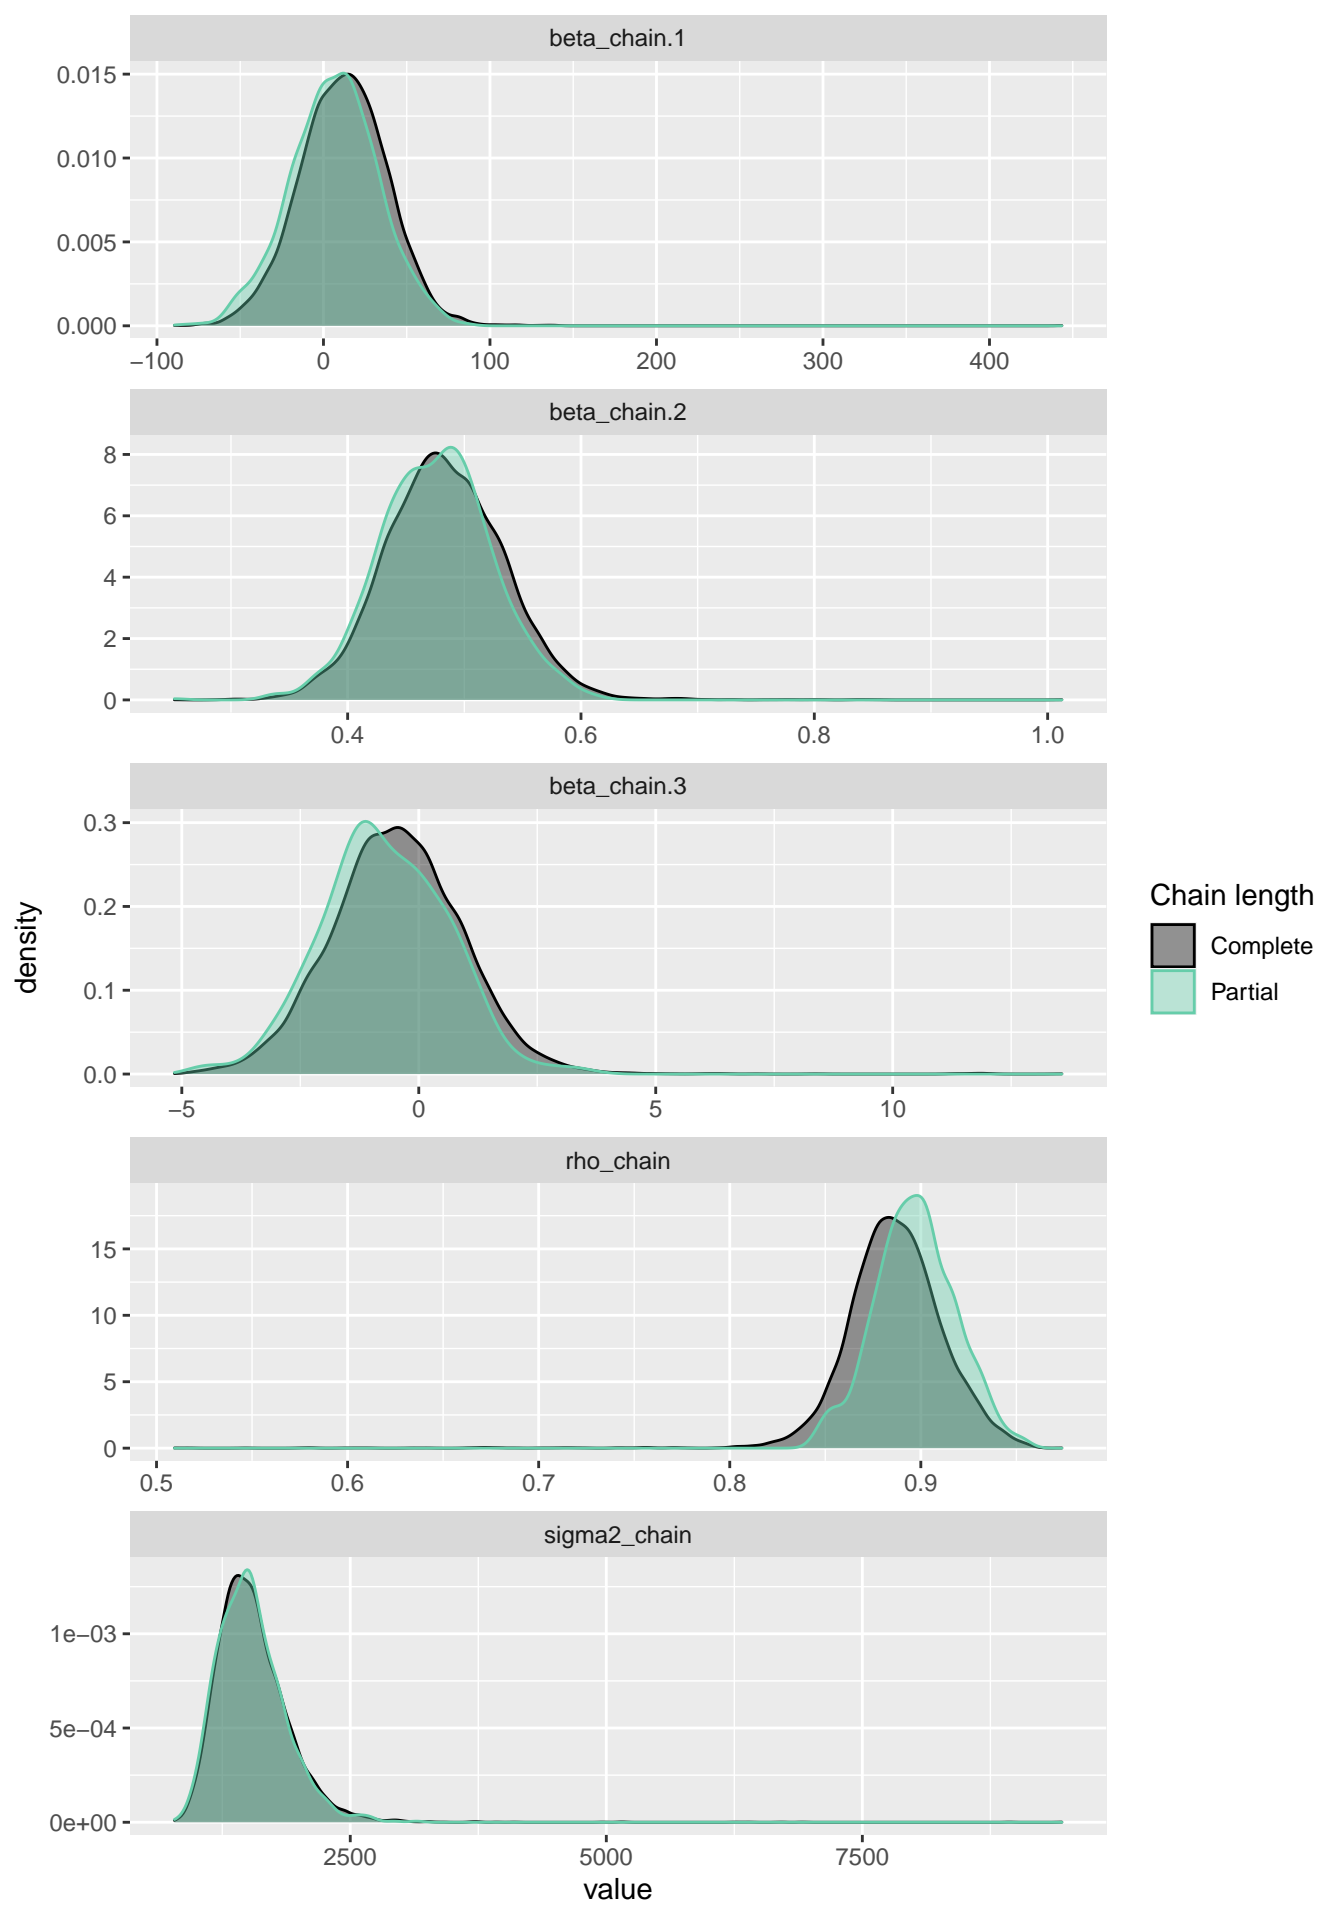 beta_chain.1
0.015
0.010
0.005
0.000
−100 0 100 200 300 400
beta_chain.2
8
6
4
2
0
0.4 0.6 0.8 1.0
beta_chain.3
0.3
0.2
0.1
0.0
−5 0 5 10
rho_chain
15
10
5
0
0.5 0.6 0.7 0.8 0.9
sigma2_chain
1e−03
5e−04
0e+00
2500 5000 7500
value
density
Chain length
Complete
Partial